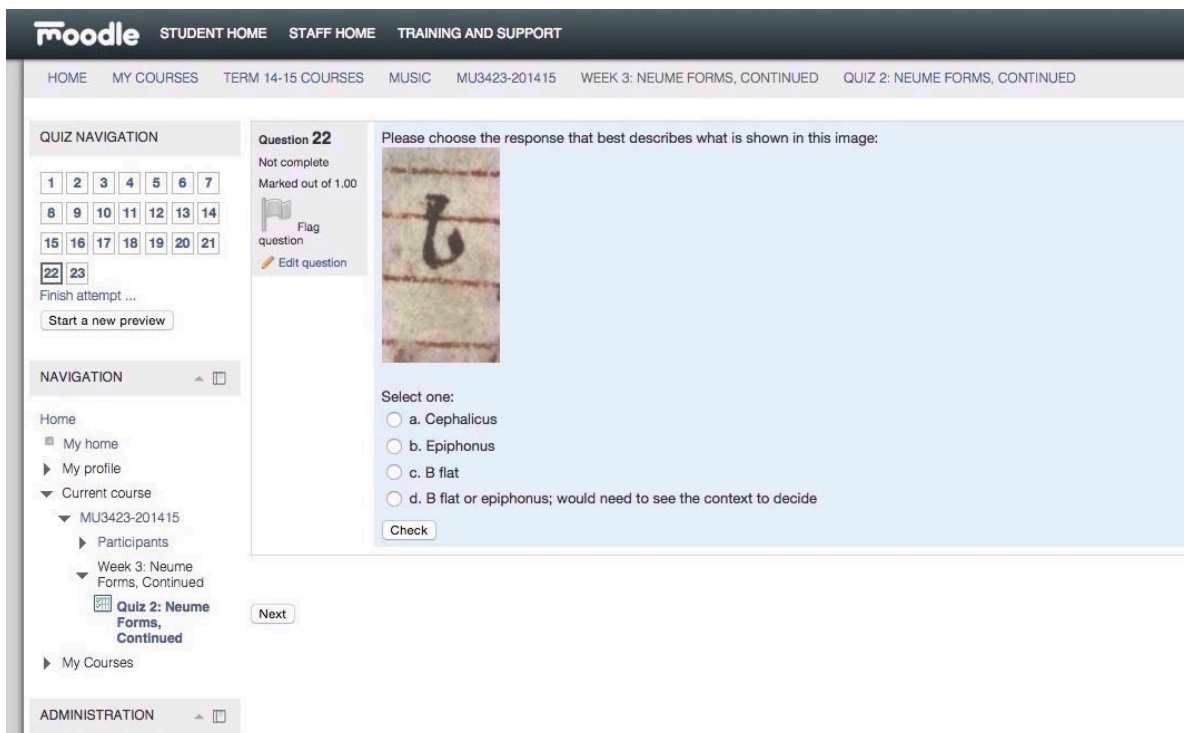 moodle STUDENT HOME STAFF HOME TRAINING AND SUPPORT
HOME MY COURSES TERM 14-15 COURSES MUSIC MU3423-201415 WEEK 3: NEUME FORMS, CONTINUED QUIZ 2: NEUME FORMS, CONTINUED
QUIZ NAVIGATION
1 2 3 4 5 6 7
8 9 10 11 12 13 14
15 16 17 18 19 20 21
22 23
Finish attempt ...
Start a new preview
NAVIGATION
Home
My home
My profile
Current course
MU3423-201415
Participants
Week 3: Neume
Forms, Continued
Quiz 2: Neume
Forms,
Continued
My Courses
ADMINISTRATION
Question 22
Not complete
Marked out of 1.00
Flag
question
Edit question
Please choose the response that best describes what is shown in this image:
Select one:
a. Cephalicus
b. Epiphonus
c. B flat
d. B flat or epiphonus; would need to see the context to decide
Check
Next